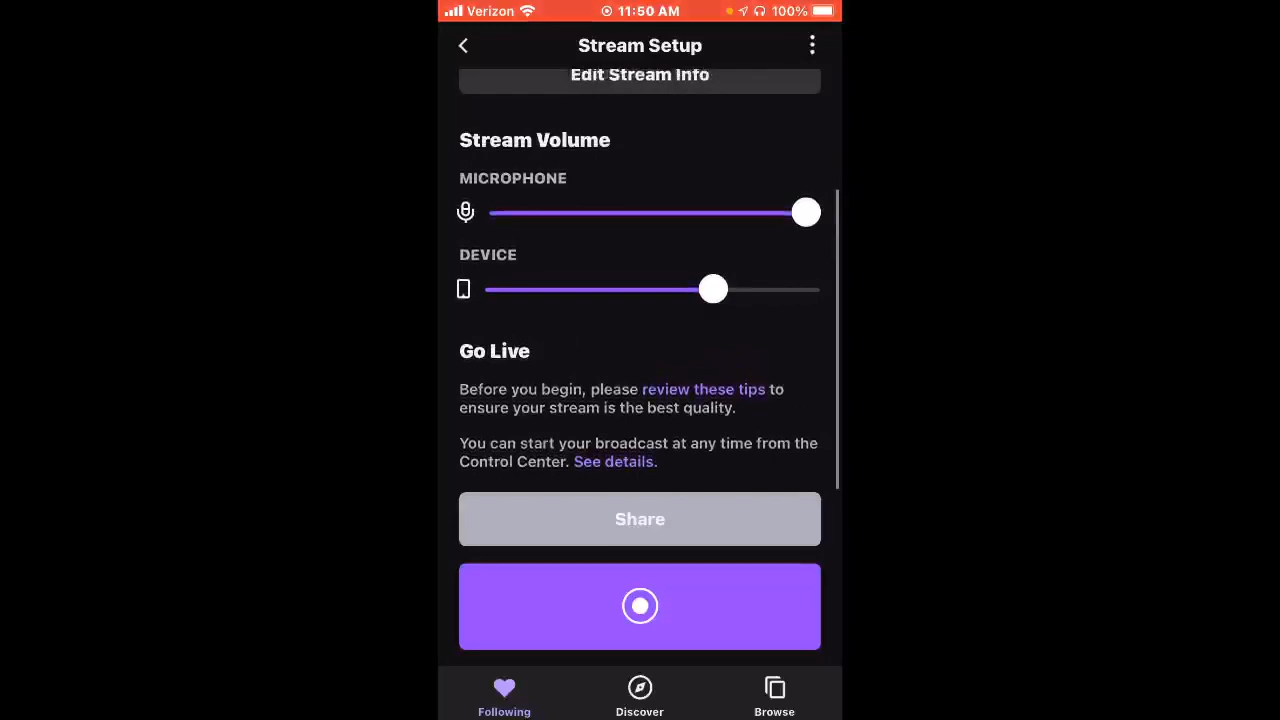 Verizon 11:50 AM 100%
Stream Setup
Edit Stream Info
Stream Volume
MICROPHONE
DEVICE
Go Live
Before you begin, please review these tips to
ensure your stream is the best quality.
You can start your broadcast at any time from the
Control Center. See details.
Share
Following Discover Browse